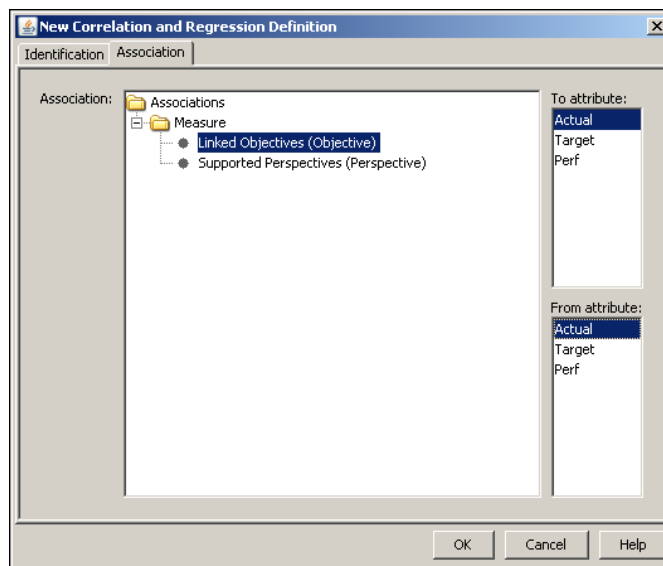 New Correlation and Regression Definition
Identification Association
Association:
Associations
Measure
Linked Objectives (Objective)
Supported Perspectives (Perspective)
To attribute:
Actual
Target
Perf
From attribute:
Actual
Target
Perf
OK Cancel Help